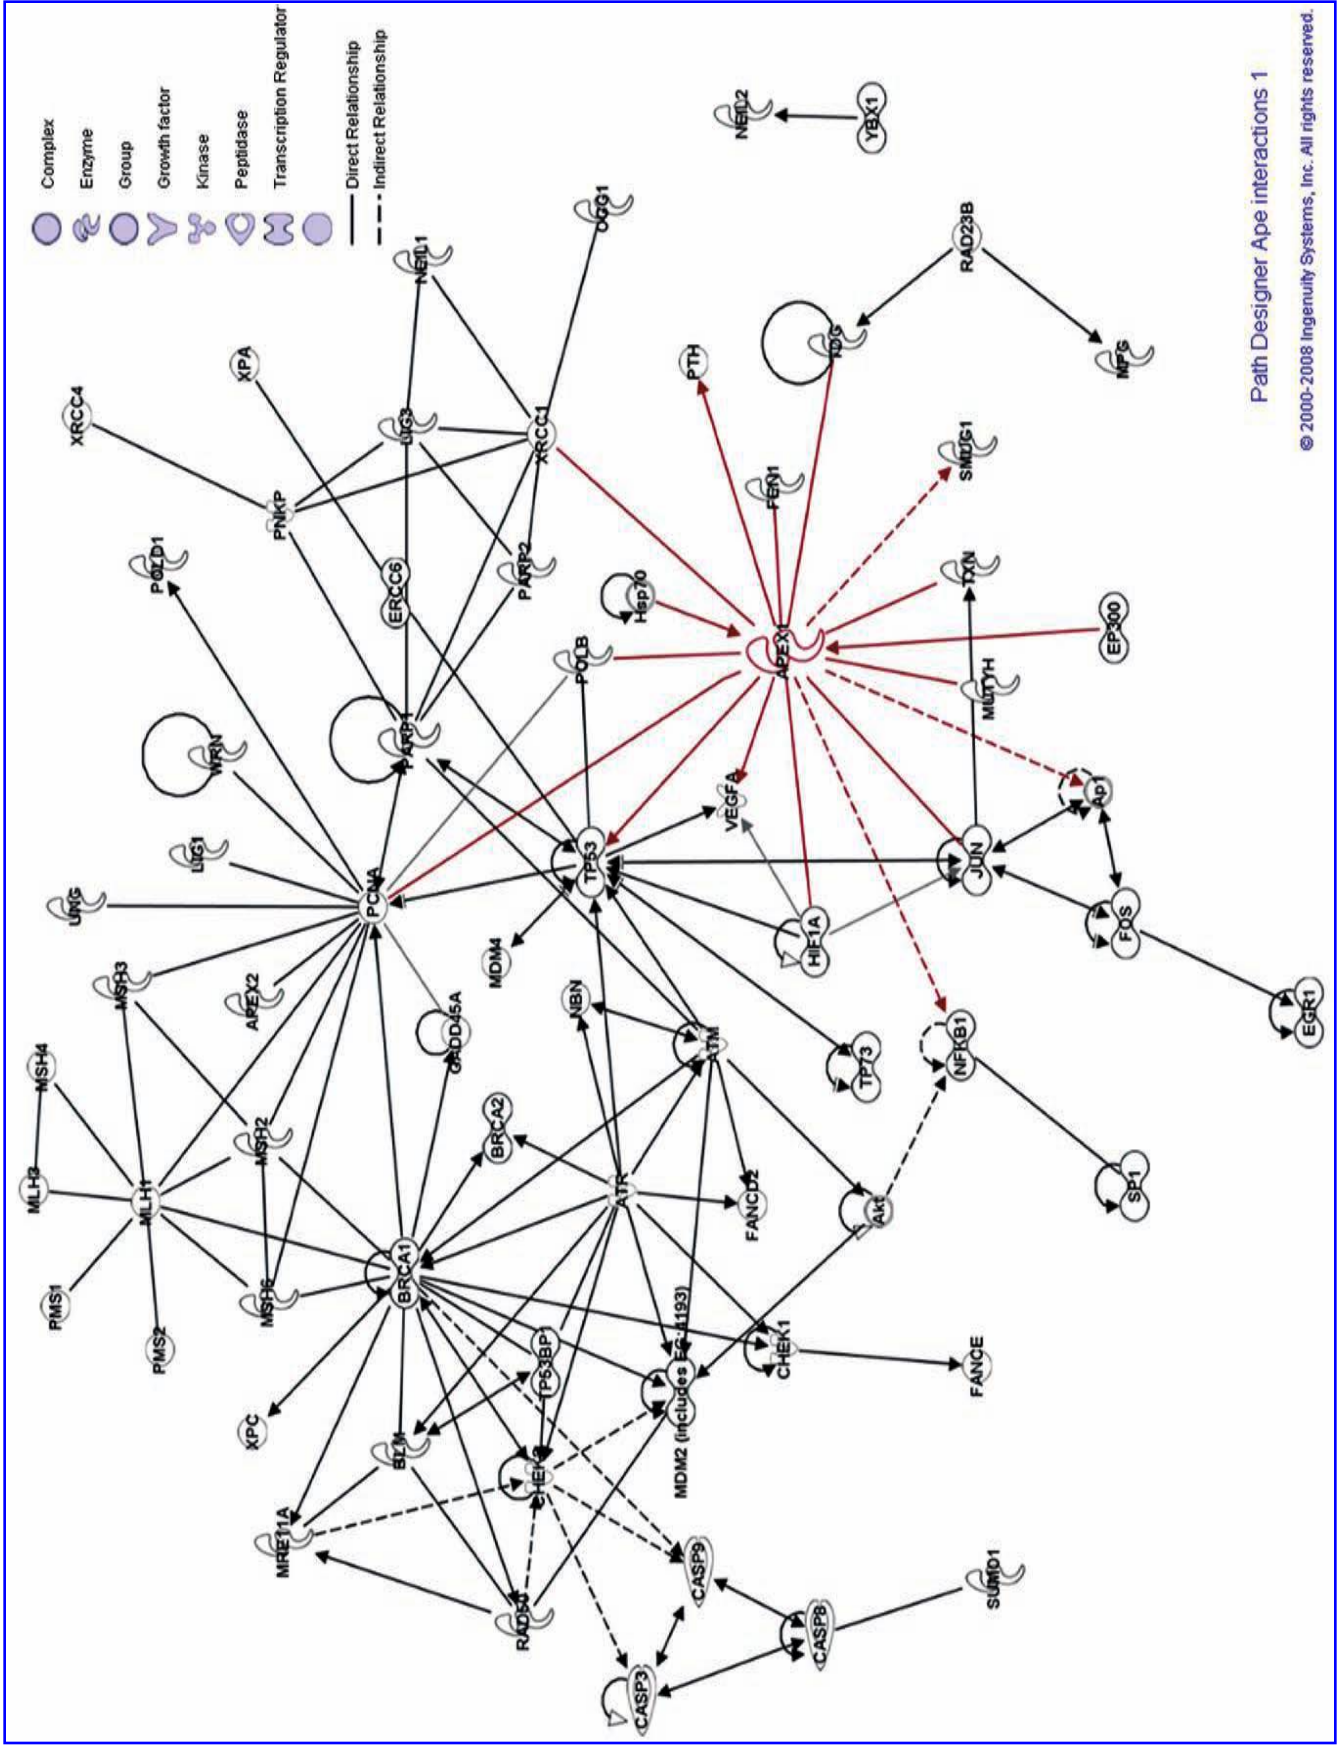 Complex
Enzyme
Group
Growth factor
Kinase
Peptidase
Transcription Regulator
Direct Relationship
Indirect Relationship
NEIL2
YBX1
OGG1
NEIL1
RAD23B
XPA
XRCC4
LIG3
XRCC1
PTH
TDG
MPG
PNKP
FEN1
SMUG1
POLD1
ERCC6
PARP2
Hsp70
TXN
EP300
POLB
APEX1
MUTYH
WRN
PARP1
VEGFA
Ap1
LIG1
UNG
PCNA
TP53
JUN
FOS
MSH3
APEX2
MDM4
HIF1A
GADD45A
NBN
EGR1
MSH4
ATM
TP73
NFKB1
MSH2
BRCA2
MLH3
MLH1
ATR
FANCD2
Akt
SP1
PMS1
MSH6
BRCA1
PMS2
TP53BP1
MDM2 (includes EG:4193)
CHEK1
FANCE
XPC
BLM
CHEK2
MRE11A
RAD50
CASP9
SUMO1
CASP3
CASP8
Path Designer Ape interactions 1
© 2000-2008 Ingenuity Systems, Inc. All rights reserved.